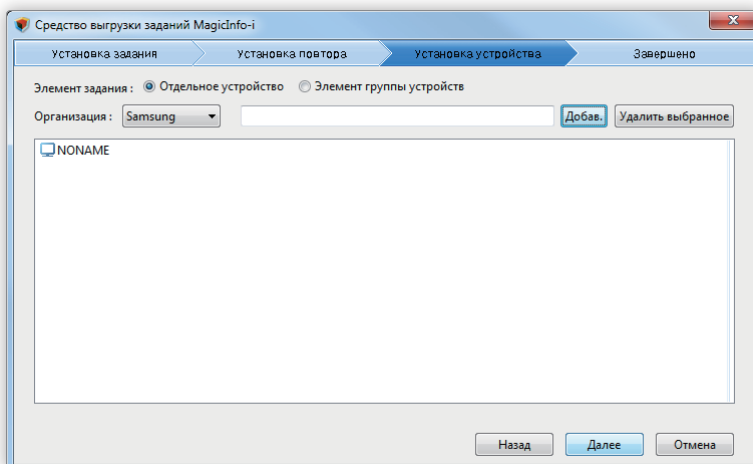 Средство выгрузки заданий MagicInfo-i
Установка задания Установка повтора Установка устройства Завершено
Элемент задания : Отдельное устройство Элемент группы устройств
Организация : Samsung Добав. Удалить выбранное
NONAME
Назад Далее Отмена